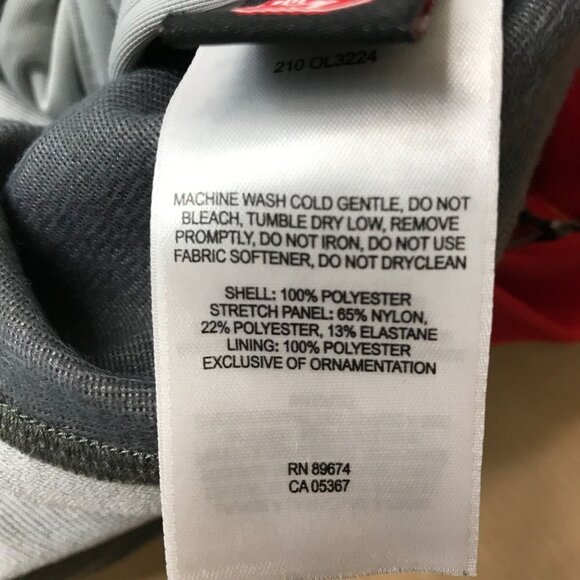 210 OL3224
MACHINE WASH COLD GENTLE, DO NOT
BLEACH, TUMBLE DRY LOW, REMOVE
PROMPTLY, DO NOT IRON, DO NOT USE
FABRIC SOFTENER, DO NOT DRYCLEAN
SHELL: 100% POLYESTER
STRETCH PANEL: 65% NYLON,
22% POLYESTER, 13% ELASTANE
LINING: 100% POLYESTER
EXCLUSIVE OF ORNAMENTATION
RN 89674
CA 05367